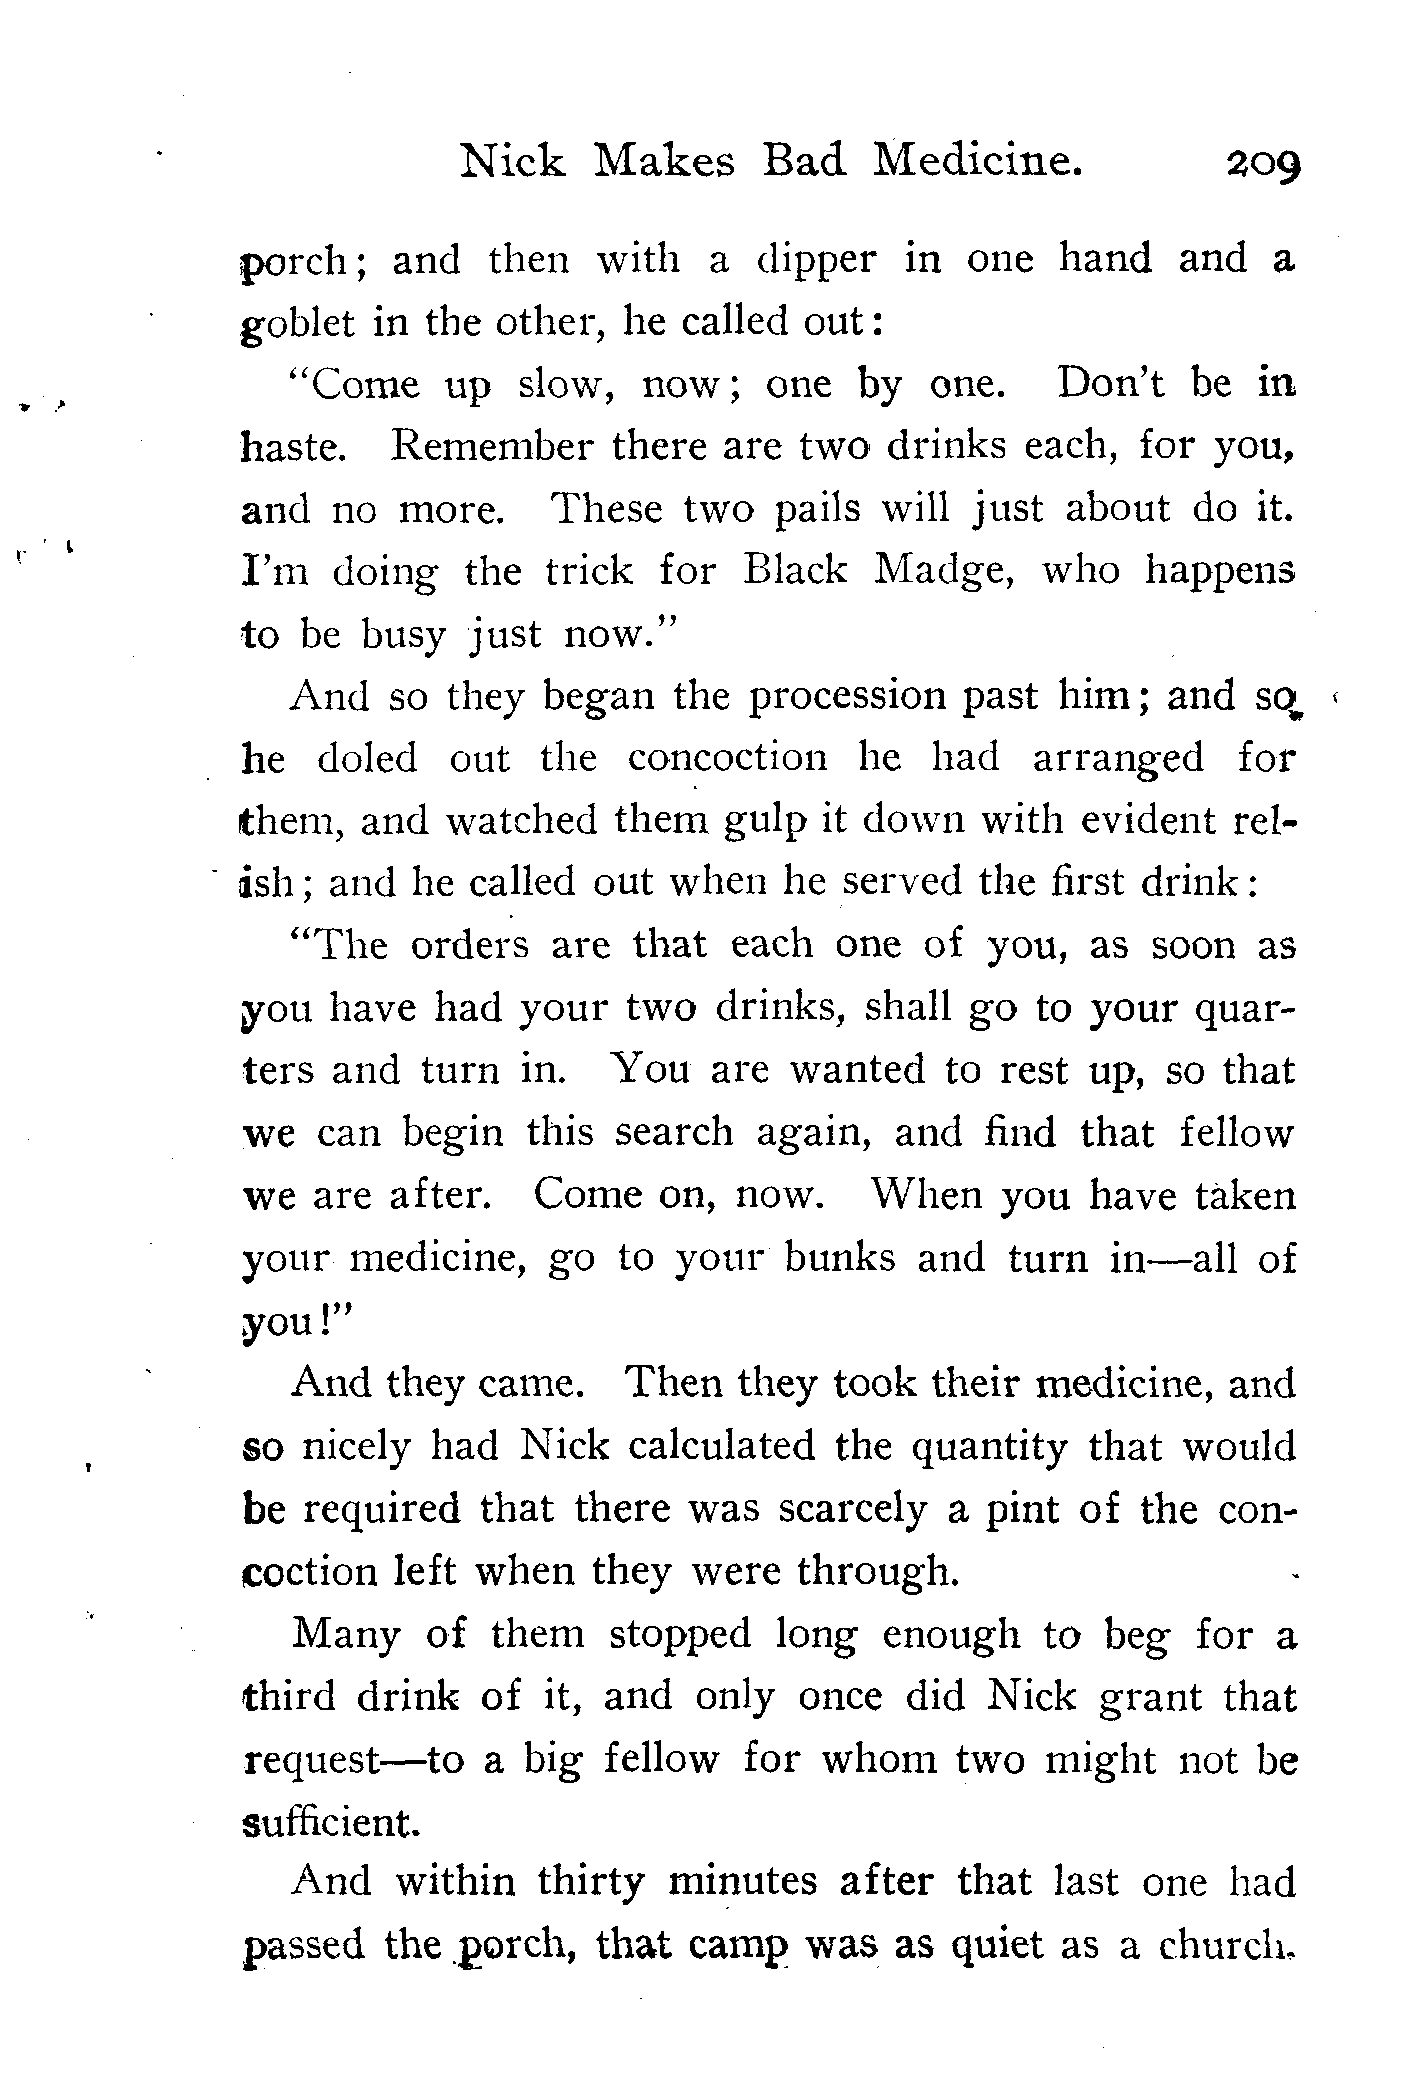 Nick Makes Bad Medicine. 209
porch; and then with a dipper in one hand and a
goblet in the other, he called out:
"Come up slow, now; one by one. Don't be in
haste. Remember there are two drinks each, for you,
and no more. These two pails will just about do it.
I'm doing the trick for Black Madge, who happens
to be busy just now."
And so they began the procession past him; and so
he doled out the concoction he had arranged for
them, and watched them gulp it down with evident rel-
ish; and he called out when he served the first drink:
"The orders are that each one of you, as soon as
you have had your two drinks, shall go to your quar-
ters and turn in. You are wanted to rest up, so that
we can begin this search again, and find that fellow
we are after. Come on, now. When you have taken
your medicine, go to your bunks and turn in—all of
you!"
And they came. Then they took their medicine, and
so nicely had Nick calculated the quantity that would
be required that there was scarcely a pint of the con-
coction left when they were through.
Many of them stopped long enough to beg for a
third drink of it, and only once did Nick grant that
request—to a big fellow for whom two might not be
sufficient.
And within thirty minutes after that last one had
passed the porch, that camp was as quiet as a church.